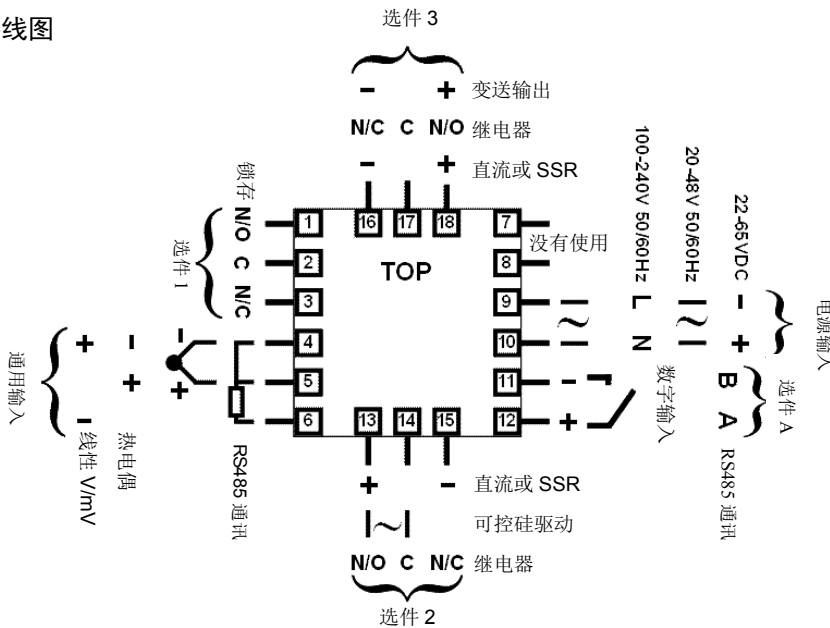 线图
选件 3
- + 变送输出
N/C C N/O 继电器
- + 直流或 SSR
锁存
N/O
C
N/C
选件 1
1
2
3
4
5
6
16 17 18
TOP
7
8
9
10
11
12
13 14 15
没有使用
100-240V 50/60Hz
L
N
20-48V 50/60Hz
~
~
22-65VDC
-
+
电源输入
- +
数字输入
B
A
RS485 通讯
选件 A
通用输入
+
-
线性 V/mV
-
+
热电偶
-
+
RS485 通讯
+ - 直流或 SSR
~ 可控硅驱动
N/O C N/C 继电器
选件 2